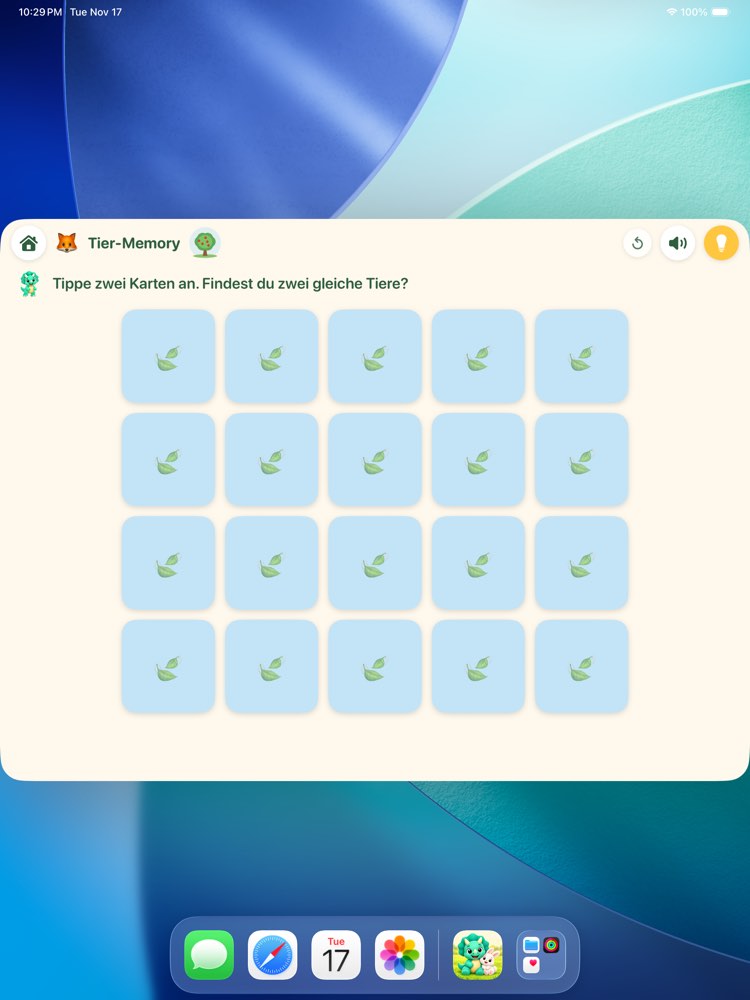 10:29 PM Tue Nov 17
100%
Tier-Memory
Tippe zwei Karten an. Findest du zwei gleiche Tiere?
Tue
17